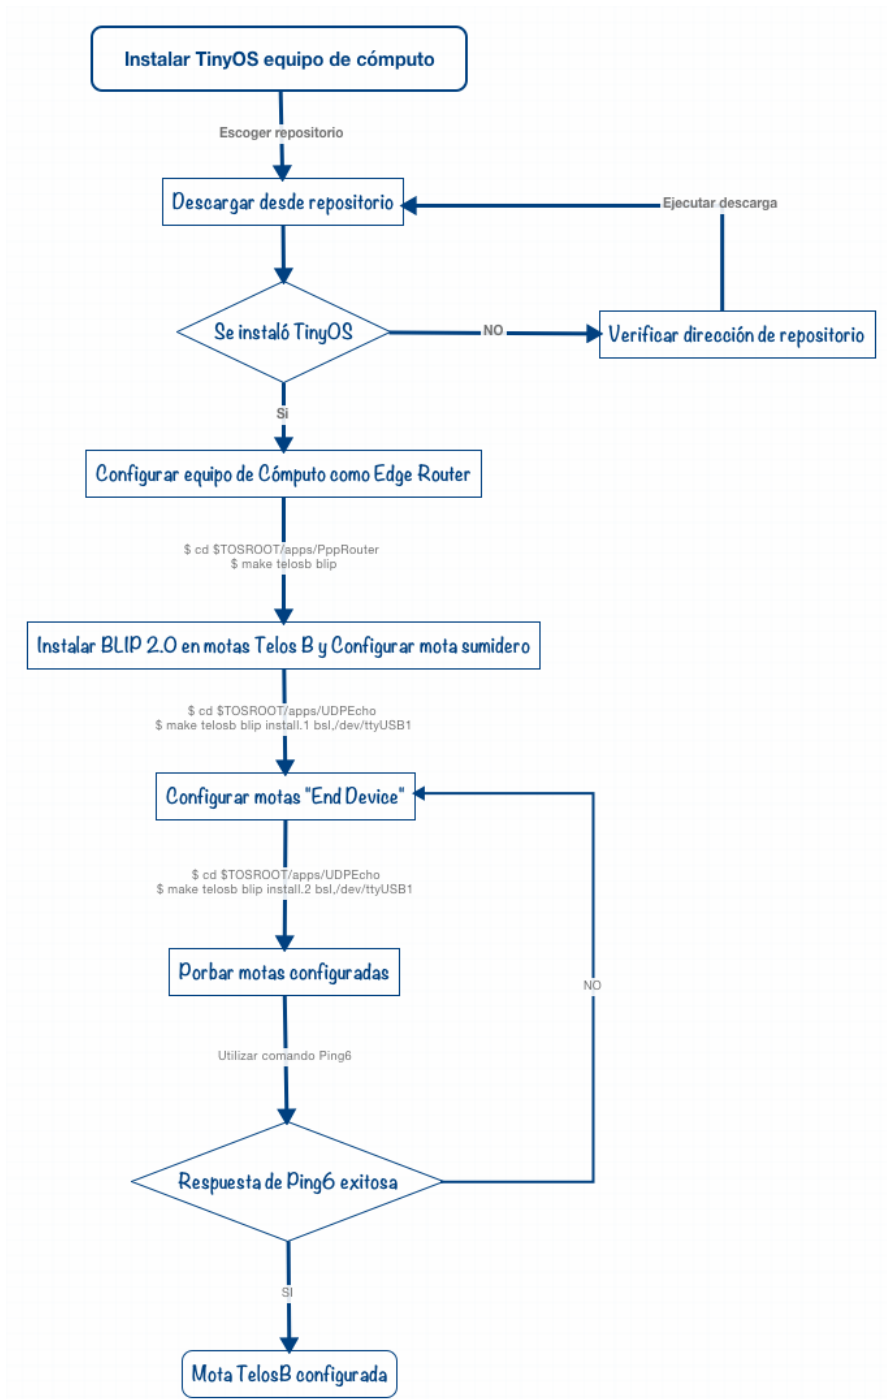 Instalar TinyOS equipo de cómputo
Escoger repositorio
Descargar desde repositorio
Ejecutar descarga
Se instaló TinyOS
NO
Verificar dirección de repositorio
Si
Configurar equipo de Cómputo como Edge Router
$ cd $TOSROOT/apps/PppRouter
$ make telosb blip
Instalar BLIP 2.0 en motas Telos B y Configurar mota sumidero
$ cd $TOSROOT/apps/UDPEcho
$ make telosb blip install.1 bsl,/dev/ttyUSB1
Configurar motas "End Device"
$ cd $TOSROOT/apps/UDPEcho
$ make telosb blip install.2 bsl,/dev/ttyUSB1
Porbar motas configuradas
NO
Utilizar comando Ping6
Respuesta de Ping6 exitosa
SI
Mota TelosB configurada